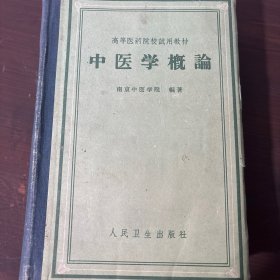 高等医药院校試用教材
中医学概論
南京中医学院 編著
人民卫生出版社